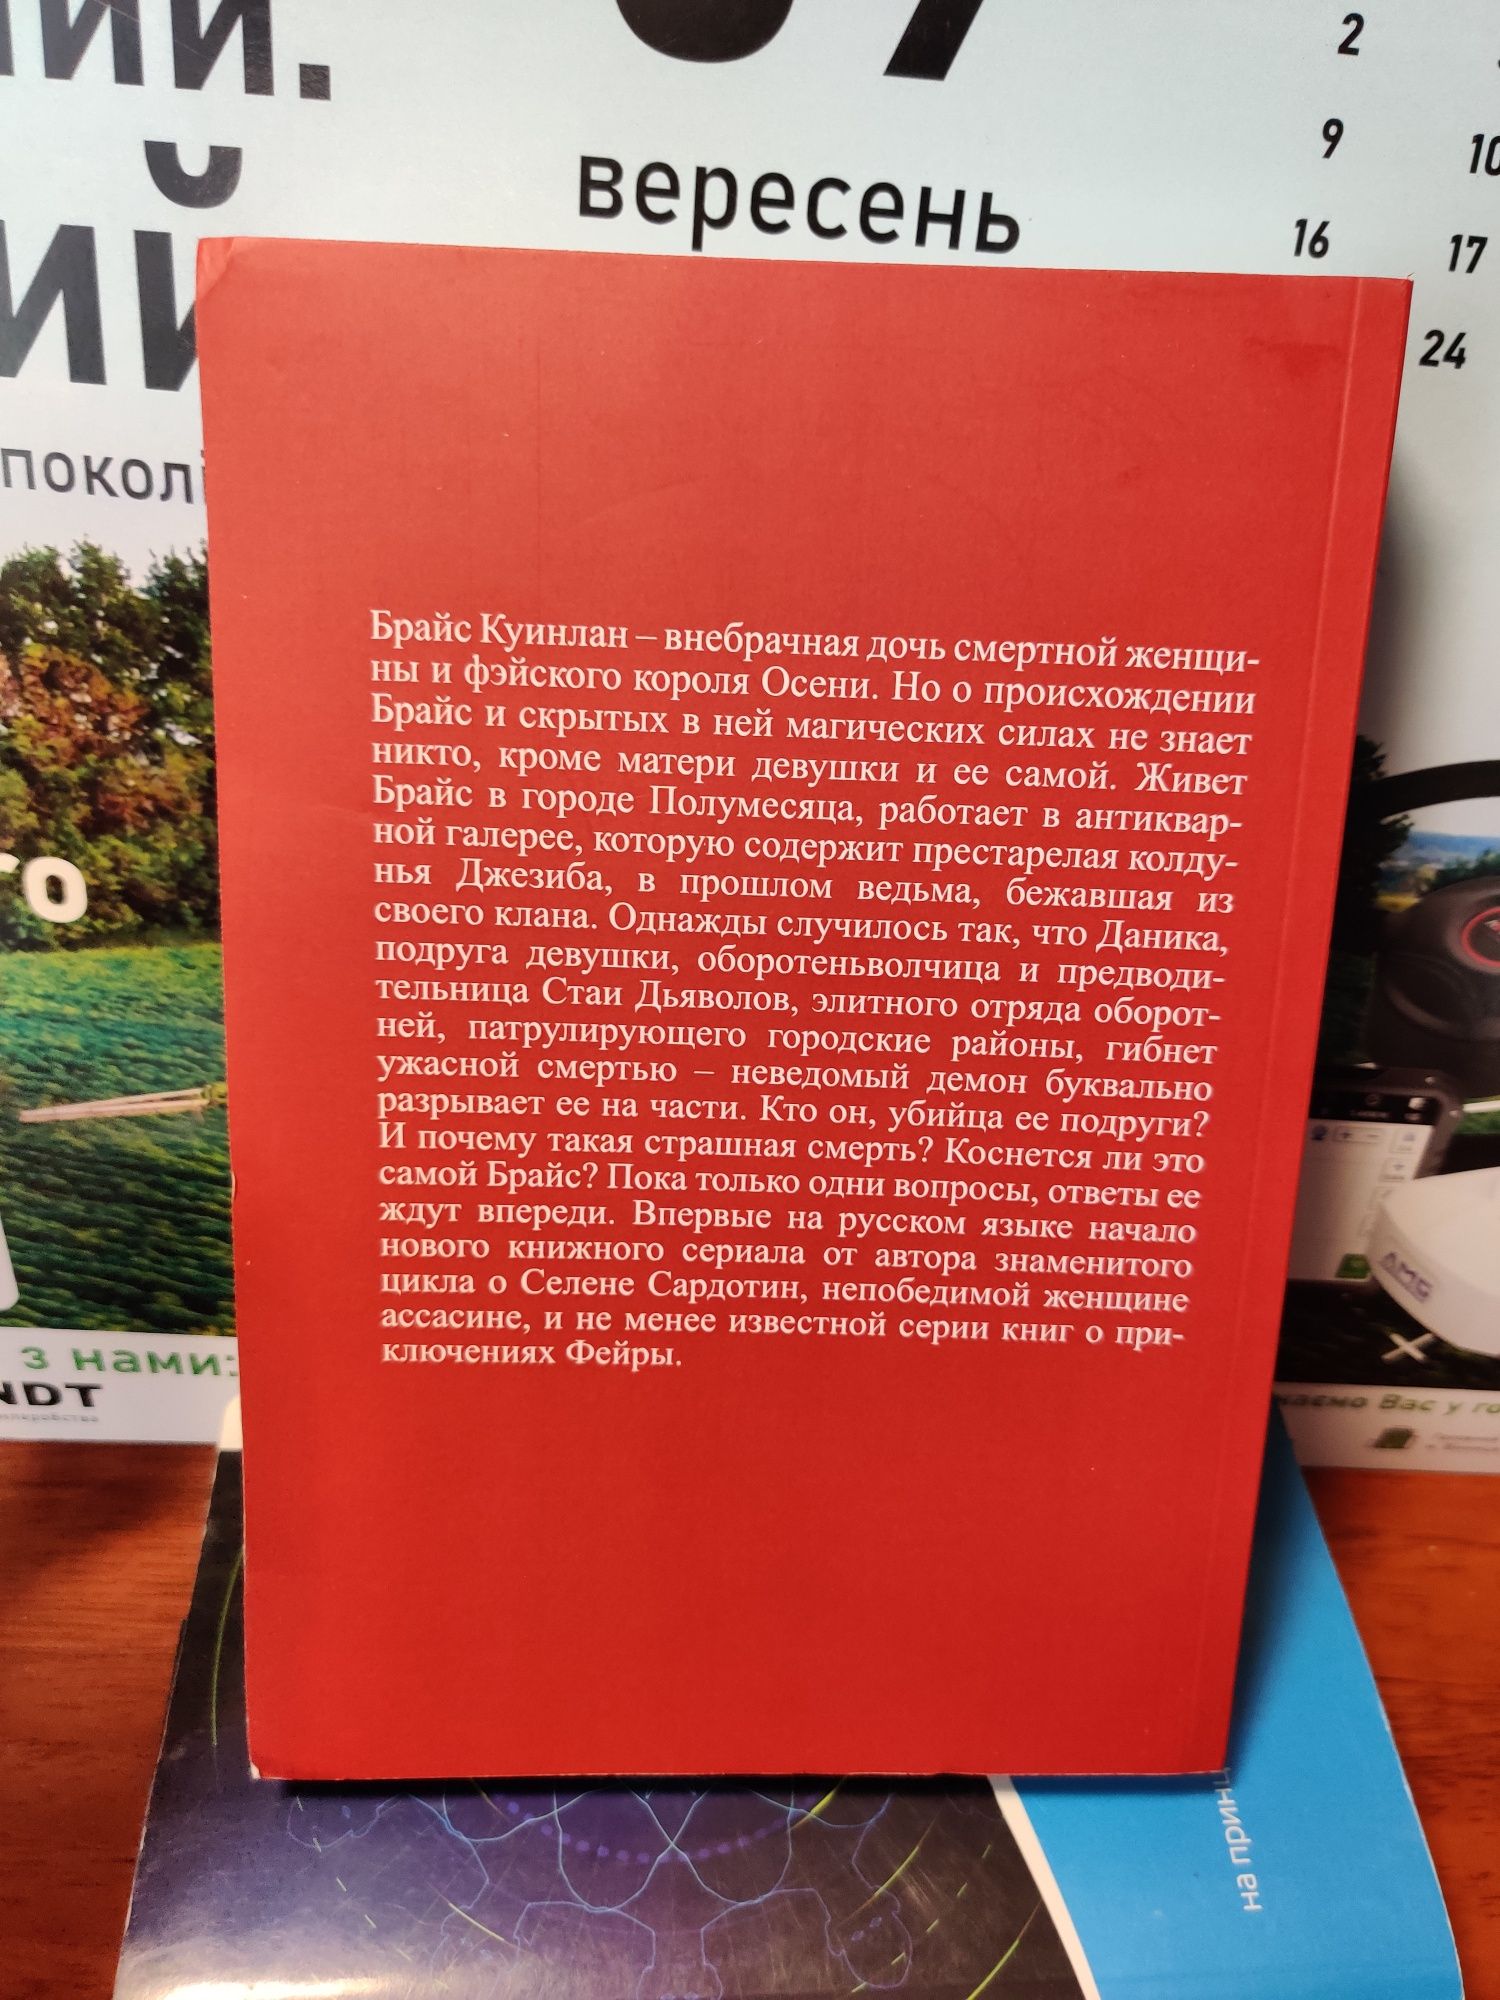 2
9
10
вересень
16
17
24
Брайс Куинлан – внебрачная дочь смертной женщи-
ны и фэйского короля Осени. Но о происхождении
Брайс и скрытых в ней магических силах не знает
никто, кроме матери девушки и ее самой. Живет
Брайс в городе Полумесяца, работает в антиквар-
ной галерее, которую содержит престарелая колду-
нья Джезиба, в прошлом ведьма, бежавшая из
своего клана. Однажды случилось так, что Даника,
подруга девушки, оборотеньволчица и предводи-
тельница Стаи Дьяволов, элитного отряда оборот-
ней, патрулирующего городские районы, гибнет
ужасной смертью – неведомый демон буквально
разрывает ее на части. Кто он, убийца ее подруги?
И почему такая страшная смерть? Коснется ли это
самой Брайс? Пока только одни вопросы, ответы ее
ждут впереди. Впервые на русском языке начало
нового книжного сериала от автора знаменитого
цикла о Селене Сардотин, непобедимой женщине
ассасине, и не менее известной серии книг о при-
ключениях Фейры.
з нами:
NDT
AMG
Вас у го
на принц